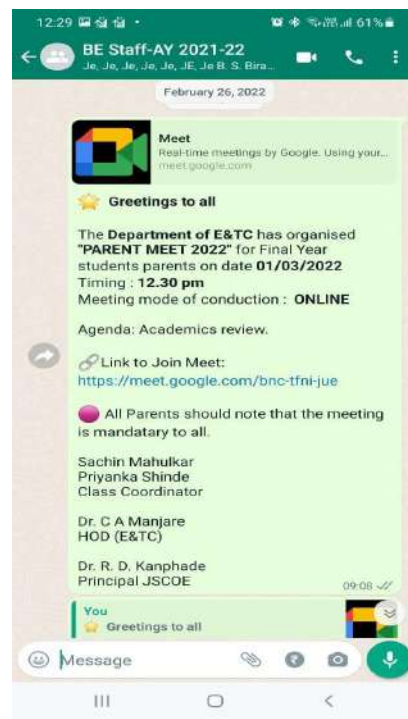 12:29
61%
BE Staff-AY 2021-22
Je, Je, Je, Je, Je, JE, Je B. S. Bira...
February 26, 2022
Meet
Real-time meetings by Google. Using your...
meet.google.com
Greetings to all
The Department of E&TC has organised
"PARENT MEET 2022" for Final Year
students parents on date 01/03/2022
Timing : 12.30 pm
Meeting mode of conduction : ONLINE
Agenda: Academics review.
Link to Join Meet:
https://meet.google.com/bnc-tfni-jue
All Parents should note that the meeting
is mandatary to all.
Sachin Mahulkar
Priyanka Shinde
Class Coordinator
Dr. C A Manjare
HOD (E&TC)
Dr. R. D. Kanphade
Principal JSCOE
09:08
You
Greetings to all
Message